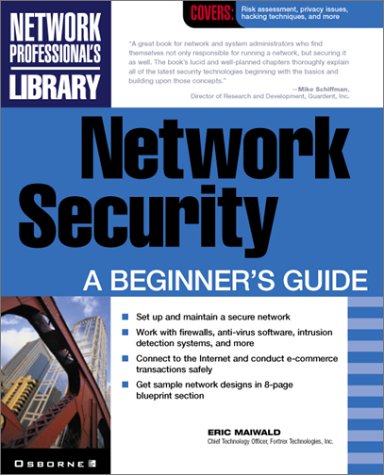 NETWORK
PROFESSIONAL'S
LIBRARY
COVERS:
Risk assessment, privacy issues,
hacking techniques, and more
"A great book for network and system administrators who find
themselves not only responsible for running a network, but securing it
as well. The book's lucid and well-planned chapters thoroughly explain
all of the latest security technologies beginning with the basics and
building upon those concepts."
—Mike Schiffman,
Director of Research and Development, Guardent, Inc.
Network
Security
A BEGINNER'S GUIDE
Set up and maintain a secure network
Work with firewalls, anti-virus software, intrusion
detection systems, and more
Connect to the Internet and conduct e-commerce
transactions safely
Get sample network designs in 8-page
blueprint section
ERIC MAIWALD
Chief Technology Officer, Fortrex Technologies, Inc.
OSBORNE